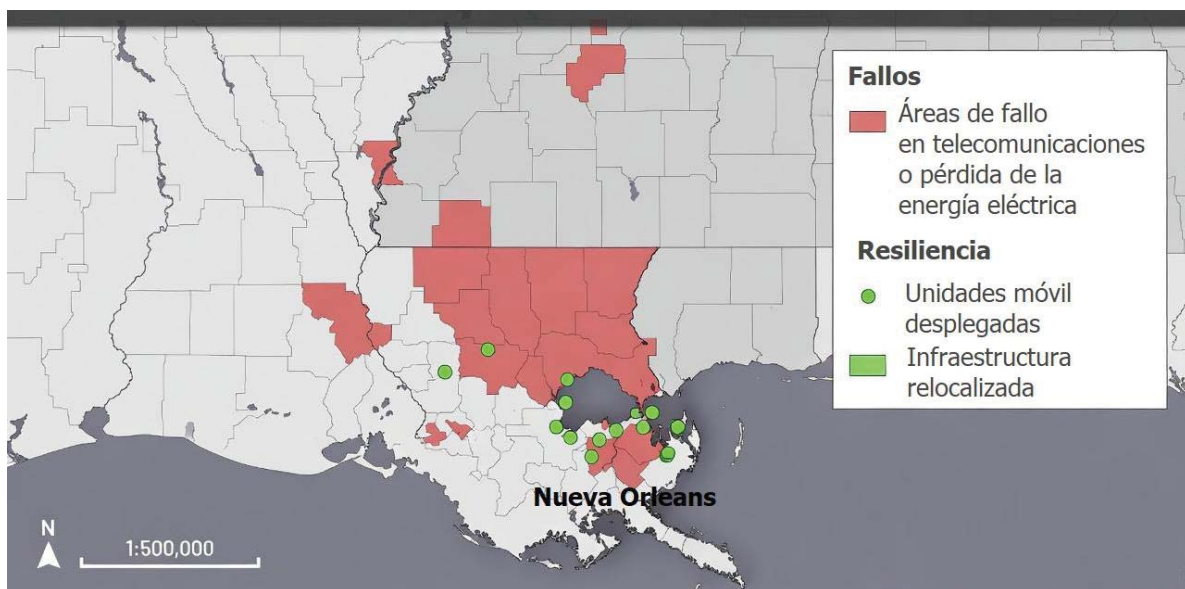 Fallos
Áreas de fallo
en telecomunicaciones
o pérdida de la
energía eléctrica
Resiliencia
Unidades móvil
desplegadas
Infraestructura
relocalizada
Nueva Orleans
N
1:500,000